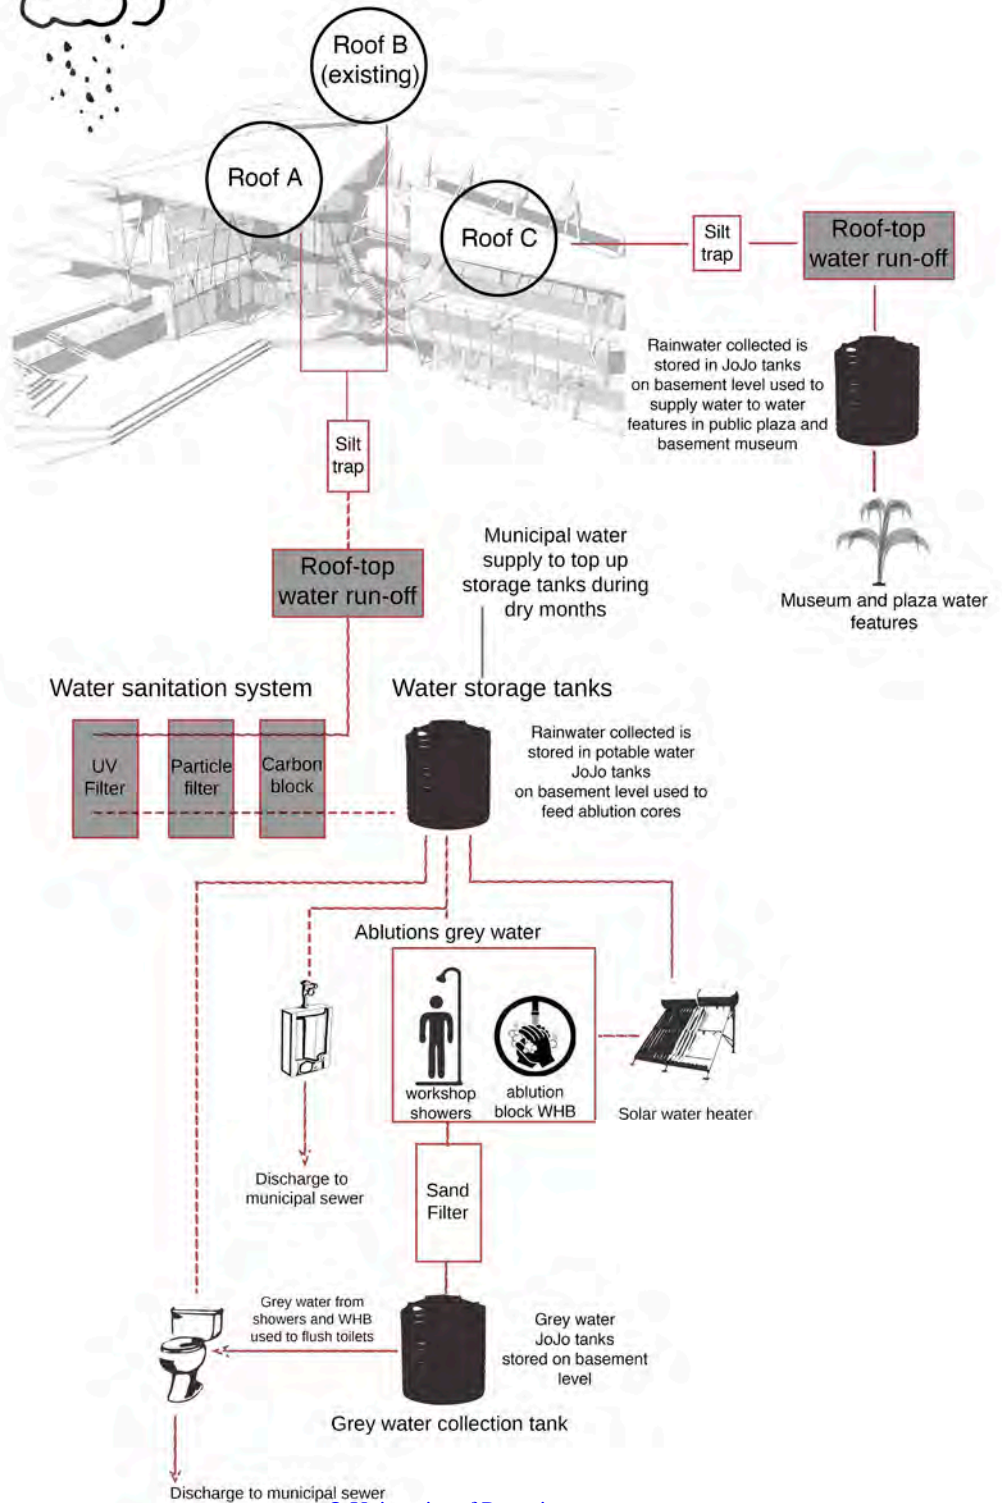 Roof B
(existing)
Roof A
Roof C
Silt
trap
Roof-top
water run-off
Rainwater collected is
stored in JoJo tanks
on basement level used to
supply water to water
features in public plaza and
basement museum
Silt
trap
Museum and plaza water
features
Municipal water
supply to top up
storage tanks during
dry months
Roof-top
water run-off
Water sanitation system
Water storage tanks
UV
Filter
Particle
filter
Carbon
block
Rainwater collected is
stored in potable water
JoJo tanks
on basement level used to
feed ablution cores
Ablutions grey water
workshop
showers
ablution
block WHB
Solar water heater
Discharge to
municipal sewer
Sand
Filter
Grey water from
showers and WHB
used to flush toilets
Grey water
JoJo tanks
stored on basement
level
Grey water collection tank
Discharge to municipal sewer